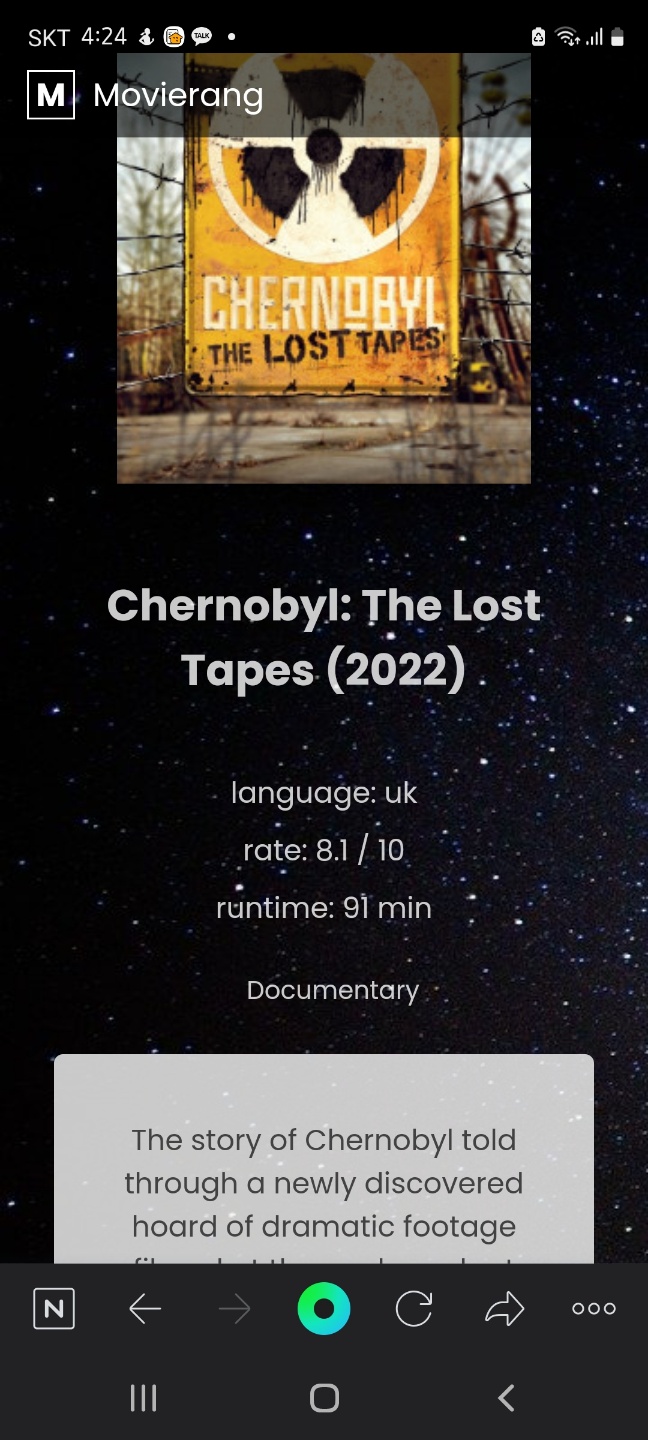 SKT 4:24 TALK
M Movierang
CHERNOBYL
THE LOST TAPES
Chernobyl: The Lost
Tapes (2022)
language: uk
rate: 8.1 / 10
runtime: 91 min
Documentary
The story of Chernobyl told
through a newly discovered
hoard of dramatic footage
N